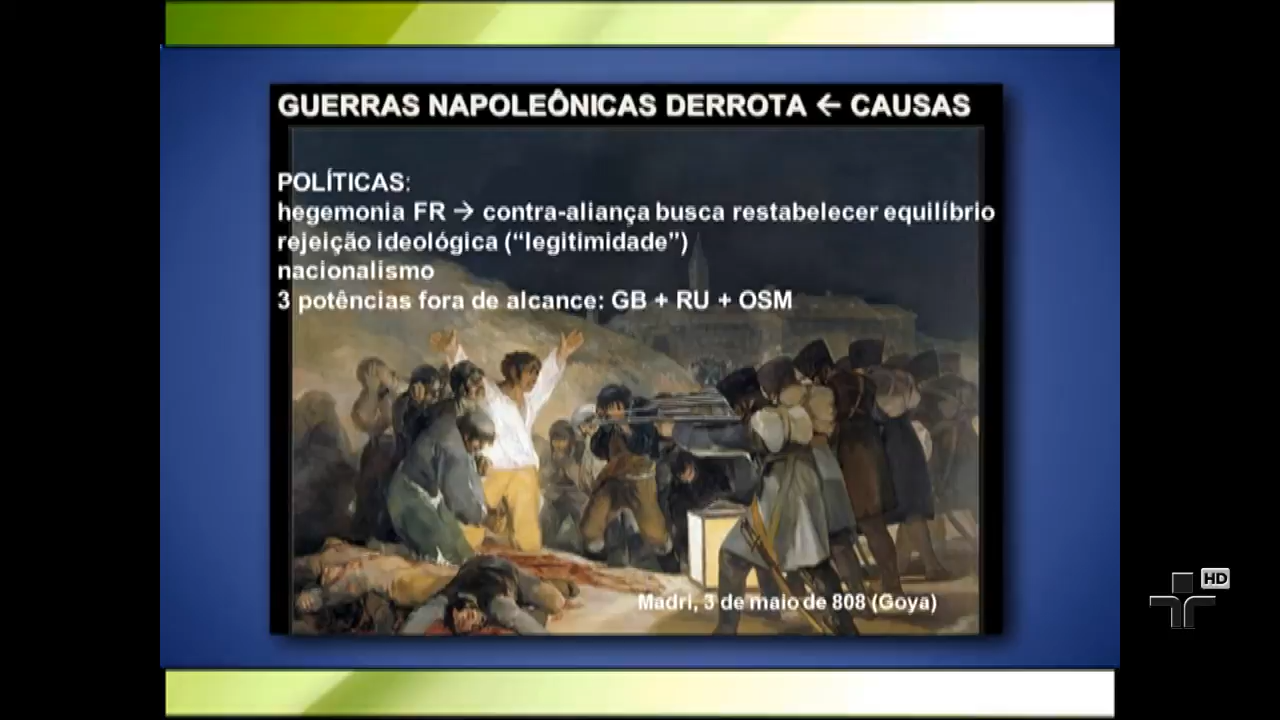 GUERRAS NAPOLEÔNICAS DERROTA ← CAUSAS
POLÍTICAS:
hegemonia FR → contra-aliança busca restabelecer equilíbrio
rejeição ideológica (“legitimidade”)
nacionalismo
3 potências fora de alcance: GB + RU + OSM
Madri, 3 de maio de 808 (Goya)
HD